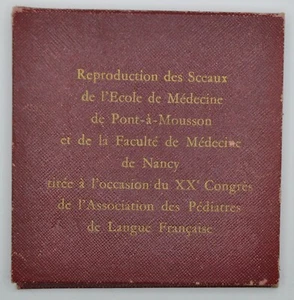 Reproduction des Sceaux
de l'Ecole de Médecine
de Pont-à-Mousson
et de la Faculté de Médecine
de Nancy
tirée à l'occasion du XXe Congrès
de l'Association des Pédiatres
de Langue Française